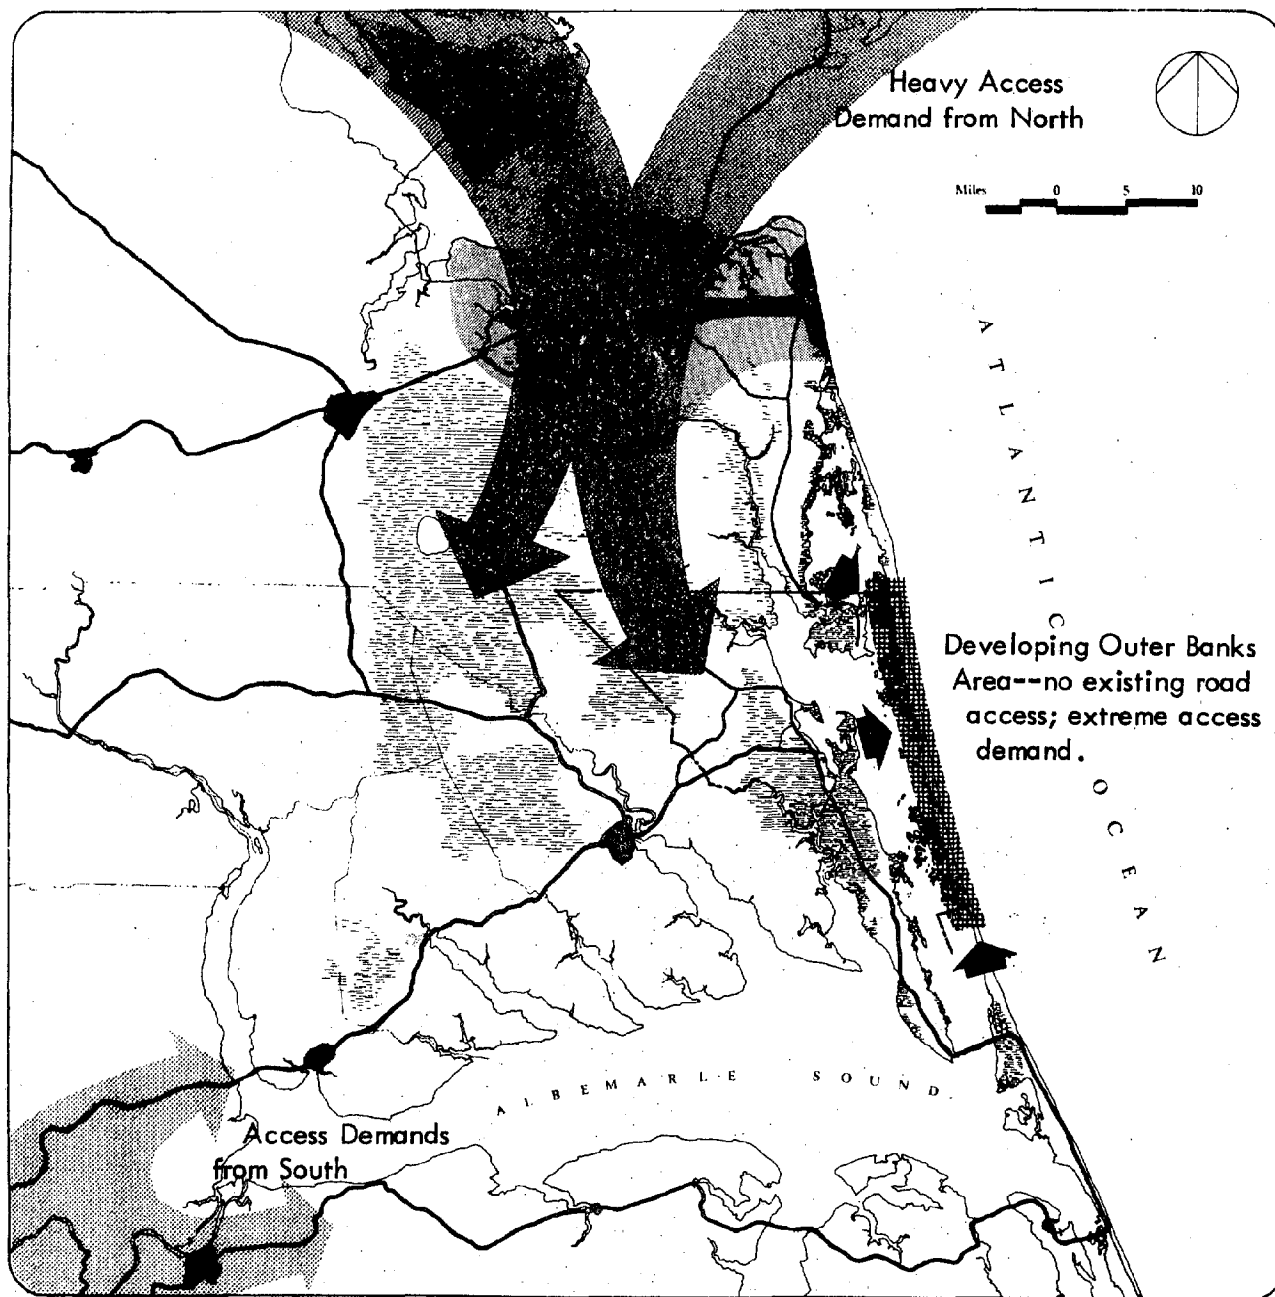 Heavy Access
Demand from North
Miles 0 5 10
ATLANTIC OCEAN
Developing Outer Banks
Area--no existing road
access; extreme access
demand.
ALBEMARLE SOUND
Access Demands
from South